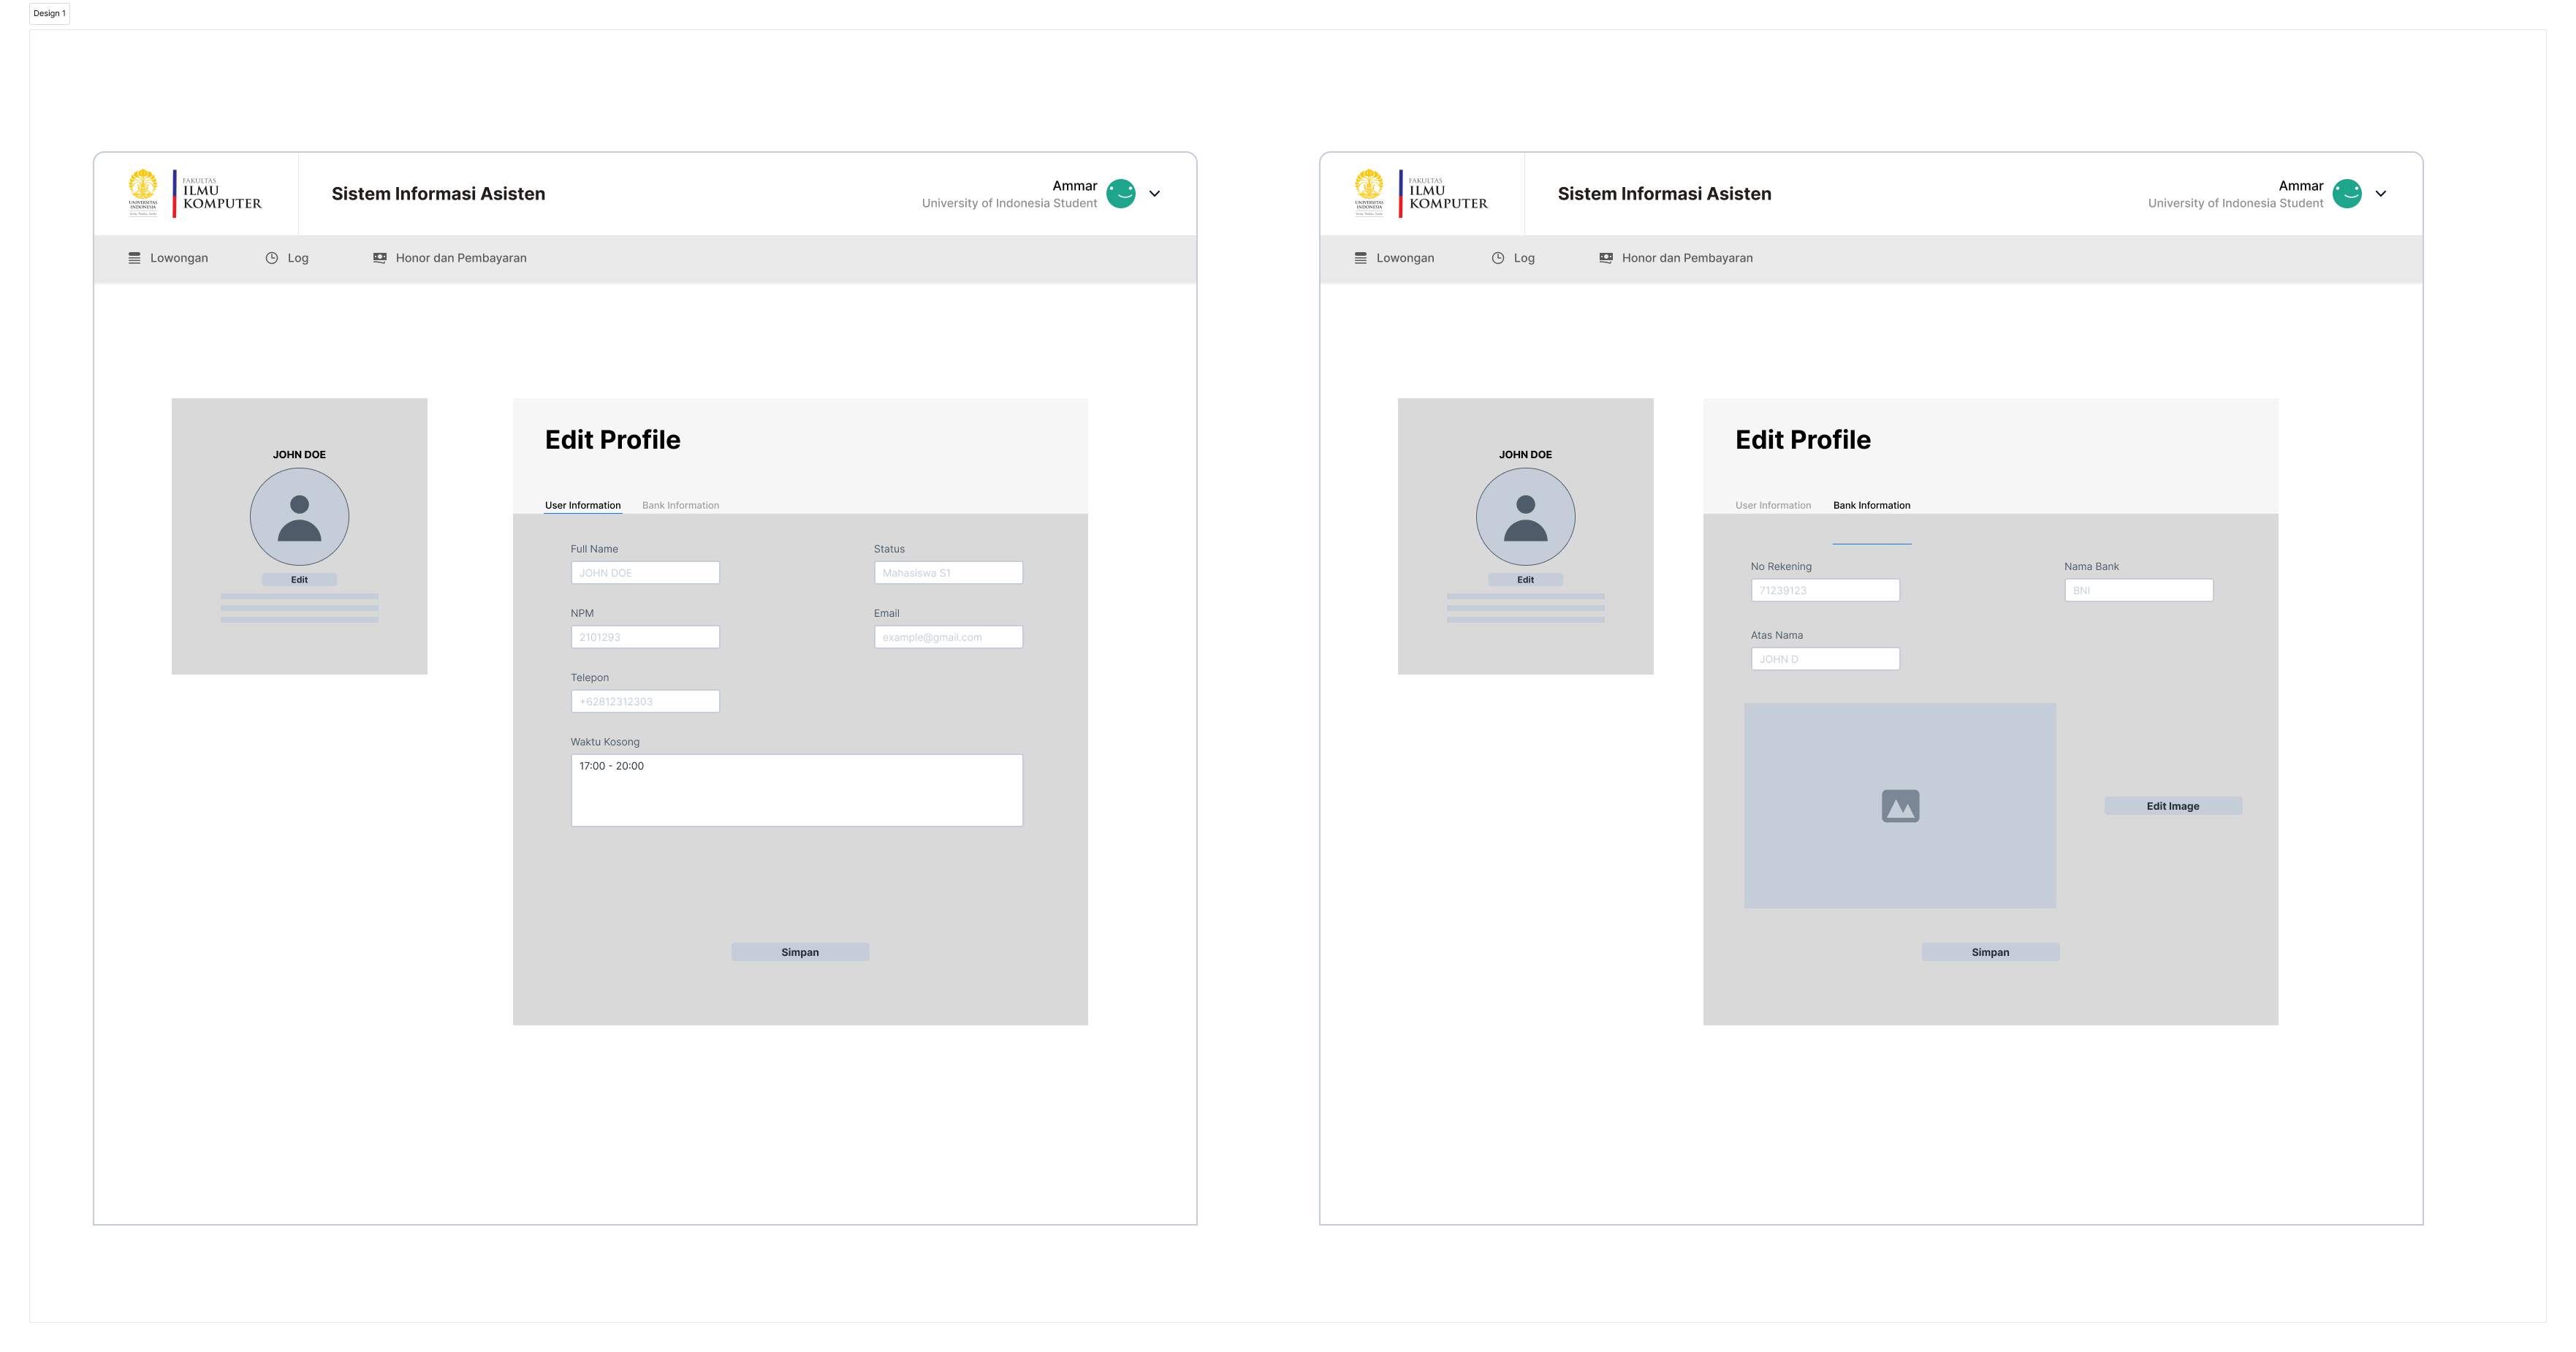 Design 1
FAKULTAS
ILMU
KOMPUTER
UNIVERSITAS
INDONESIA
Sistem Informasi Asisten
Ammar
University of Indonesia Student
Lowongan
Log
Honor dan Pembayaran
JOHN DOE
Edit
Edit Profile
User Information
Bank Information
Full Name
JOHN DOE
Status
Mahasiswa S1
NPM
2101293
Email
example@gmail.com
Telepon
+62812312303
Waktu Kosong
17:00 - 20:00
Simpan
FAKULTAS
ILMU
KOMPUTER
UNIVERSITAS
INDONESIA
Sistem Informasi Asisten
Ammar
University of Indonesia Student
Lowongan
Log
Honor dan Pembayaran
JOHN DOE
Edit
Edit Profile
User Information
Bank Information
No Rekening
71239123
Nama Bank
BNI
Atas Nama
JOHN D
Edit Image
Simpan